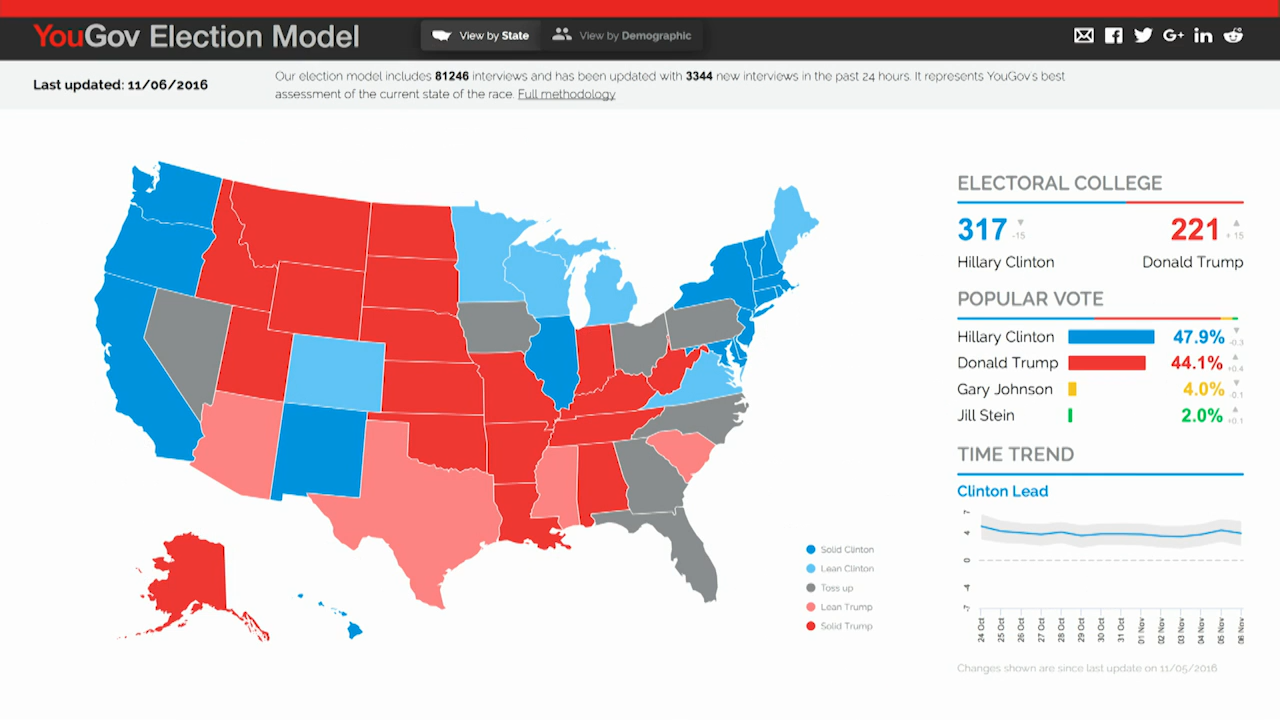 YouGov Election Model
View by State
View by Demographic
Last updated: 11/06/2016
Our election model includes 81246 interviews and has been updated with 3344 new interviews in the past 24 hours. It represents YouGov's best
assessment of the current state of the race. Full methodology
ELECTORAL COLLEGE
317 -15
221 +15
Hillary Clinton
Donald Trump
POPULAR VOTE
Hillary Clinton 47.9% -0.3
Donald Trump 44.1% +0.4
Gary Johnson 4.0% -0.1
Jill Stein 2.0% +0.1
TIME TREND
Clinton Lead
7
4
0
-4
-7
24 Oct
25 Oct
26 Oct
27 Oct
28 Oct
29 Oct
30 Oct
31 Oct
01 Nov
02 Nov
03 Nov
04 Nov
05 Nov
06 Nov
Solid Clinton
Lean Clinton
Toss up
Lean Trump
Solid Trump
Changes shown are since last update on 11/05/2016